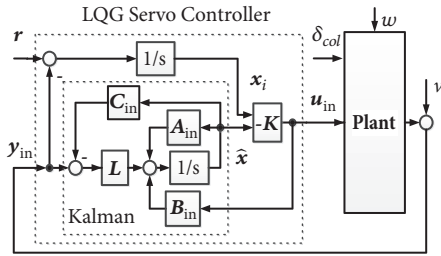 LQG Servo Controller
r
-
1/s
x_i
δ_col
w
C_in
A_in
-K
u_in
Plant
v
y_in
-
L
1/s
x̂
Kalman
B_in